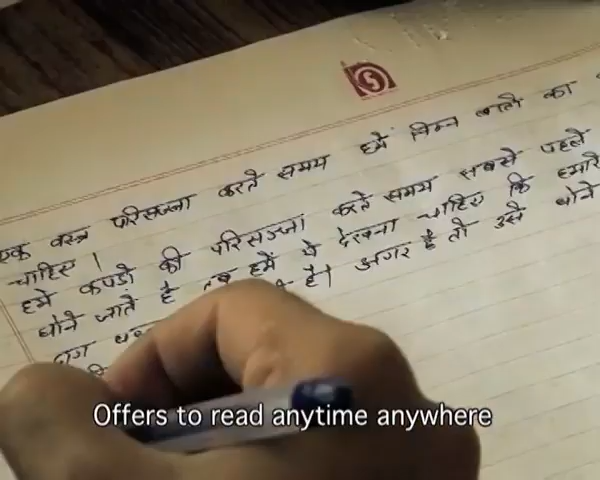 एक वस्त्र परिसज्जा करते समय हमें निम्न बातों का
चाहिए।
हमें कपडों की परिसज्जा करते समय सबसे पहले
धोने जाते है तब हमें ये देखना चाहिए कि हमारे
दाग है। अगर है तो उसे धोने
Offers to read anytime anywhere